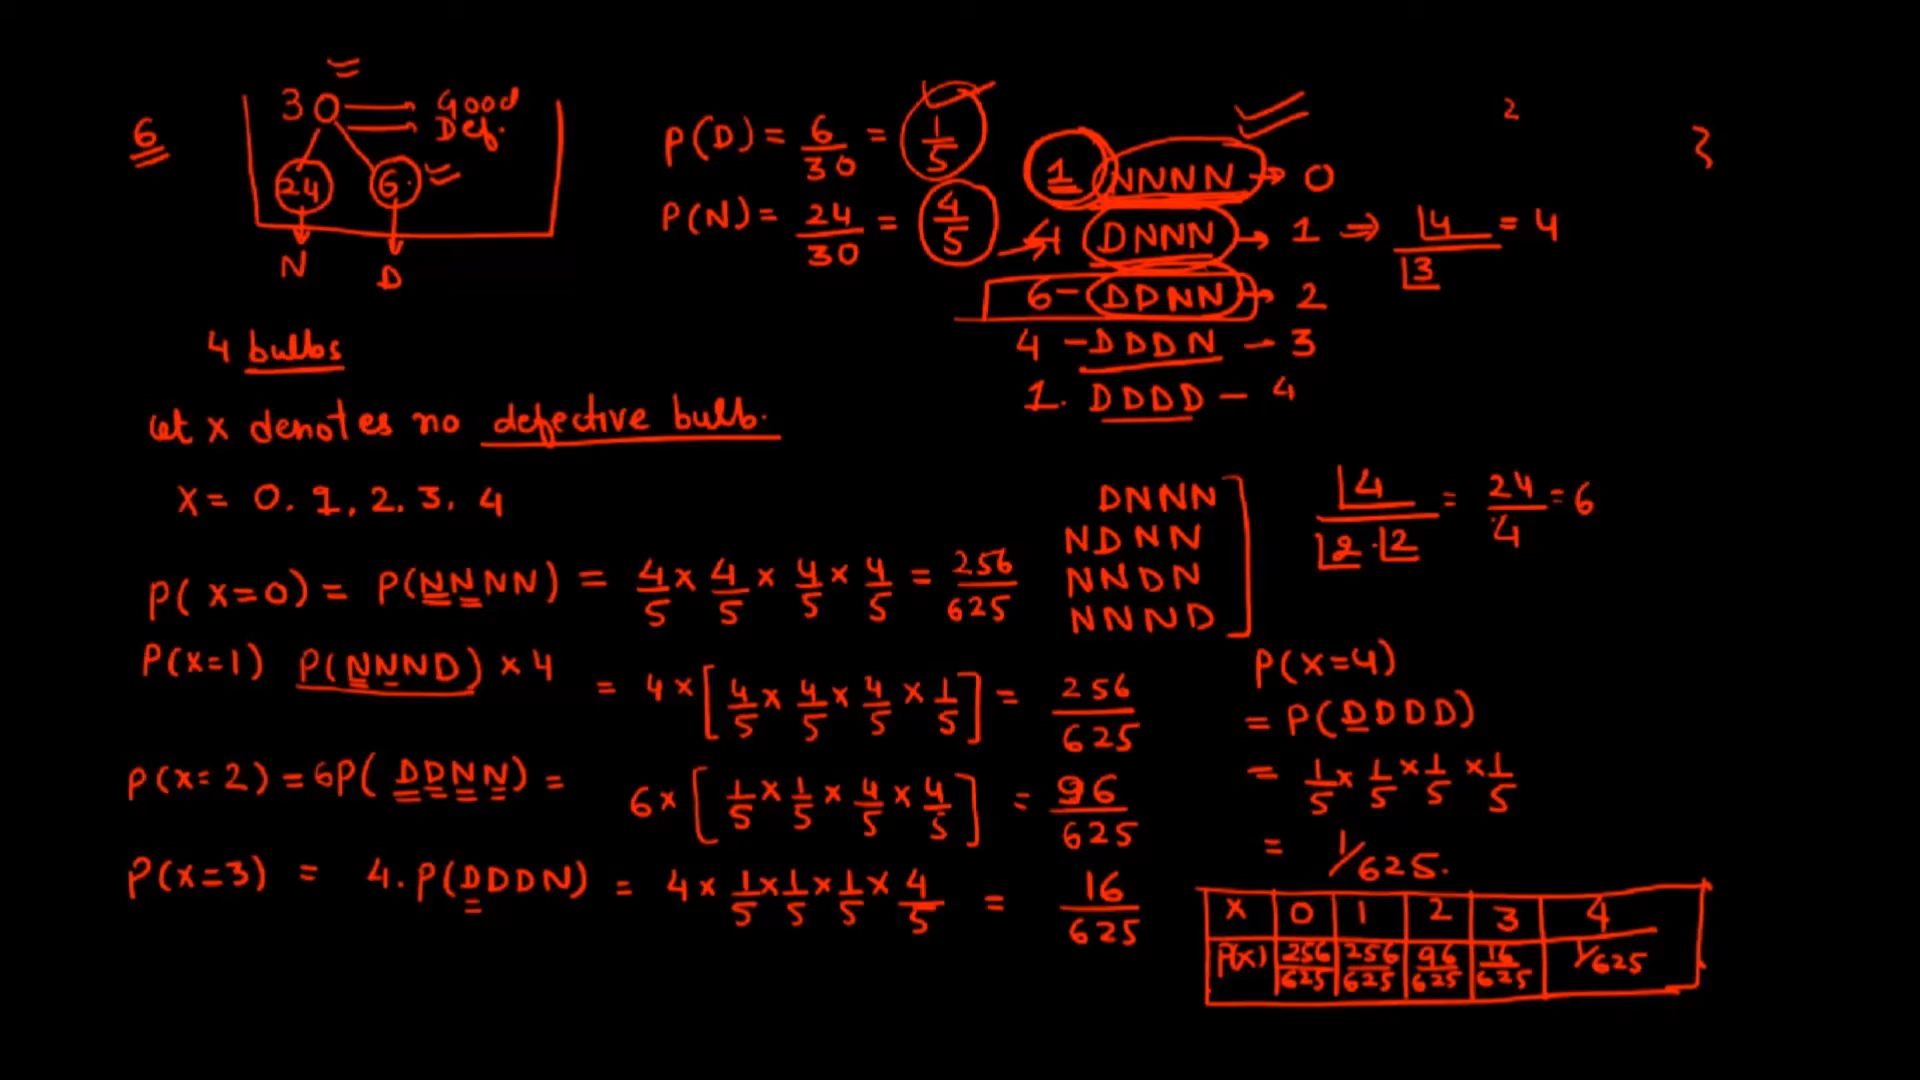 6
30 Good
Def.
24 6
N D
P(D) = 6/30 = 1/5
P(N) = 24/30 = 4/5
2
1 NNNN → 0
4 DNNN → 1 ⇒ ⌊4 / ⌊3 = 4
6 - DDNN → 2
4 - DDDN - 3
1. DDDD - 4
4 bulbs
let x denotes no defective bulb.
X = 0. 1, 2. 3. 4
DNNN
NDNN
NNDN
NNND
⌊4 / ⌊2 · ⌊2 = 24/4 = 6
P( X=0) = P(NNNN) = 4/5 × 4/5 × 4/5 × 4/5 = 256/625
P(X=1) P(NNND) × 4 = 4 × [4/5 × 4/5 × 4/5 × 1/5] = 256/625
P(X=2) = 6P( DDNN) = 6 × [1/5 × 1/5 × 4/5 × 4/5] = 96/625
P(X=3) = 4. P(DDDN) = 4 × 1/5 × 1/5 × 1/5 × 4/5 = 16/625
P(X=4)
= P(DDDD)
= 1/5 × 1/5 × 1/5 × 1/5
= 1/625.
X 0 1 2 3 4
P(X) 256/625 256/625 96/625 16/625 1/625